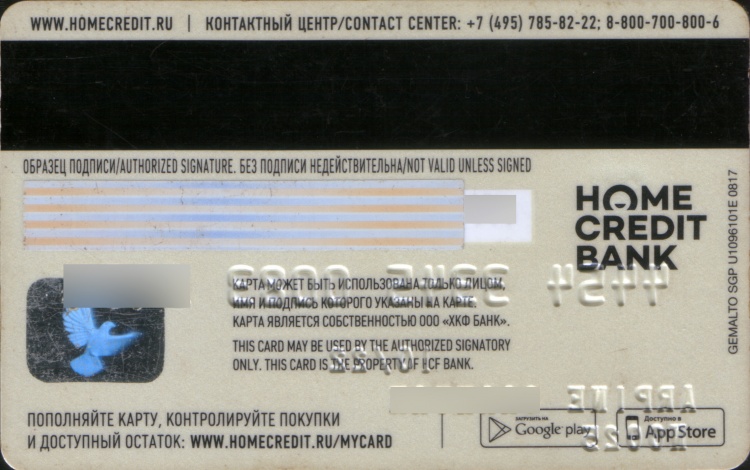 WWW.HOMECREDIT.RU | КОНТАКТНЫЙ ЦЕНТР/CONTACT CENTER: +7 (495) 785-82-22; 8-800-700-800-6
ОБРАЗЕЦ ПОДПИСИ/AUTHORIZED SIGNATURE. БЕЗ ПОДПИСИ НЕДЕЙСТВИТЕЛЬНА/NOT VALID UNLESS SIGNED
HOME
CREDIT
BANK
GEMALTO SGP U1096101E 0817
КАРТА МОЖЕТ БЫТЬ ИСПОЛЬЗОВАНА ТОЛЬКО ЛИЦОМ,
ИМЯ И ПОДПИСЬ КОТОРОГО УКАЗАНЫ НА КАРТЕ.
КАРТА ЯВЛЯЕТСЯ СОБСТВЕННОСТЬЮ ООО «ХКФ БАНК».
THIS CARD MAY BE USED BY THE AUTHORIZED SIGNATORY
ONLY. THIS CARD IS THE PROPERTY OF HCF BANK.
ПОПОЛНЯЙТЕ КАРТУ, КОНТРОЛИРУЙТЕ ПОКУПКИ
И ДОСТУПНЫЙ ОСТАТОК: WWW.HOMECREDIT.RU/MYCARD
ЗАГРУЗИТЕ НА
Google play
Доступно в
App Store